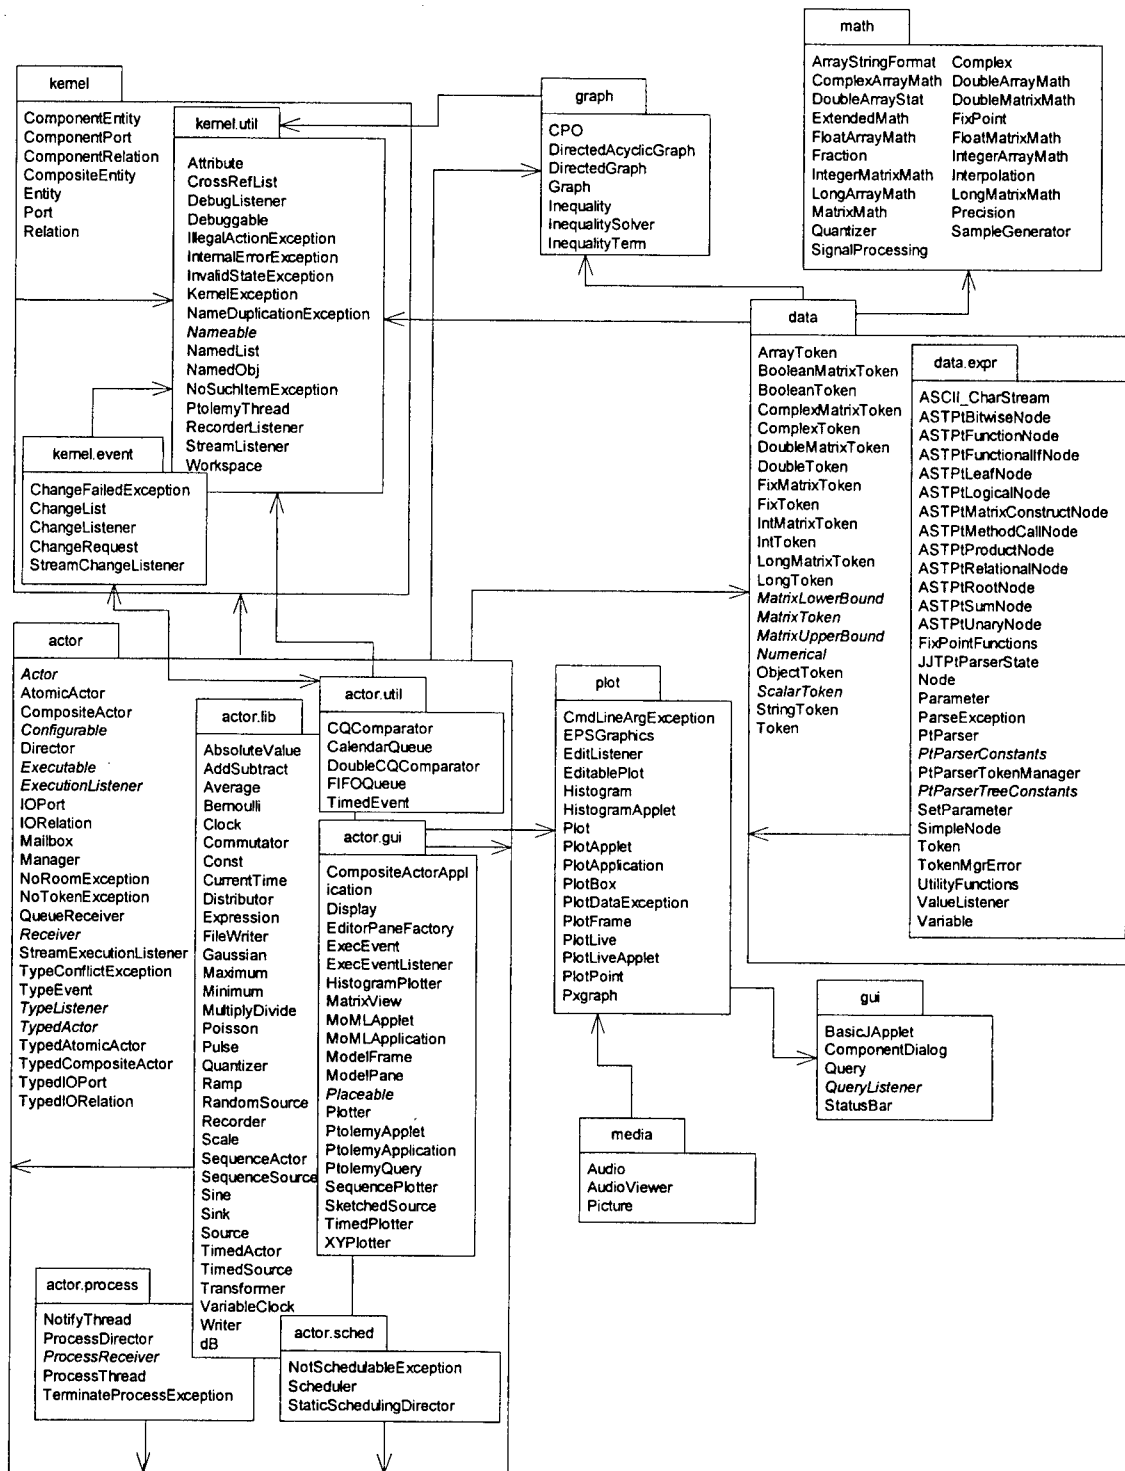 math
ArrayStringFormat Complex
ComplexArrayMath DoubleArrayMath
DoubleArrayStat DoubleMatrixMath
ExtendedMath FixPoint
FloatArrayMath FloatMatrixMath
Fraction IntegerArrayMath
IntegerMatrixMath Interpolation
LongArrayMath LongMatrixMath
MatrixMath Precision
Quantizer SampleGenerator
SignalProcessing
kernel
ComponentEntity
ComponentPort
ComponentRelation
CompositeEntity
Entity
Port
Relation
kernel.util
Attribute
CrossRefList
DebugListener
Debuggable
IllegalActionException
InternalErrorException
InvalidStateException
KernelException
NameDuplicationException
Nameable
NamedList
NamedObj
NoSuchItemException
PtolemyThread
RecorderListener
StreamListener
Workspace
kernel.event
ChangeFailedException
ChangeList
ChangeListener
ChangeRequest
StreamChangeListener
graph
CPO
DirectedAcyclicGraph
DirectedGraph
Graph
Inequality
InequalitySolver
InequalityTerm
data
ArrayToken
BooleanMatrixToken
BooleanToken
ComplexMatrixToken
ComplexToken
DoubleMatrixToken
DoubleToken
FixMatrixToken
FixToken
IntMatrixToken
IntToken
LongMatrixToken
LongToken
MatrixLowerBound
MatrixToken
MatrixUpperBound
Numerical
ObjectToken
ScalarToken
StringToken
Token
data.expr
ASCII_CharStream
ASTPtBitwiseNode
ASTPtFunctionNode
ASTPtFunctionalIfNode
ASTPtLeafNode
ASTPtLogicalNode
ASTPtMatrixConstructNode
ASTPtMethodCallNode
ASTPtProductNode
ASTPtRelationalNode
ASTPtRootNode
ASTPtSumNode
ASTPtUnaryNode
FixPointFunctions
JJTPtParserState
Node
Parameter
ParseException
PtParser
PtParserConstants
PtParserTokenManager
PtParserTreeConstants
SetParameter
SimpleNode
Token
TokenMgrError
UtilityFunctions
ValueListener
Variable
actor
Actor
AtomicActor
CompositeActor
Configurable
Director
Executable
ExecutionListener
IOPort
IORelation
Mailbox
Manager
NoRoomException
NoTokenException
QueueReceiver
Receiver
StreamExecutionListener
TypeConflictException
TypeEvent
TypeListener
TypedActor
TypedAtomicActor
TypedCompositeActor
TypedIOPort
TypedIORelation
actor.lib
AbsoluteValue
AddSubtract
Average
Bernoulli
Clock
Commutator
Const
CurrentTime
Distributor
Expression
FileWriter
Gaussian
Maximum
Minimum
MultiplyDivide
Poisson
Pulse
Quantizer
Ramp
RandomSource
Recorder
Scale
SequenceActor
SequenceSource
Sine
Sink
Source
TimedActor
TimedSource
Transformer
VariableClock
Writer
dB
actor.util
CQComparator
CalendarQueue
DoubleCQComparator
FIFOQueue
TimedEvent
actor.gui
CompositeActorAppl
ication
Display
EditorPaneFactory
ExecEvent
ExecEventListener
HistogramPlotter
MatrixView
MoMLApplet
MoMLApplication
ModelFrame
ModelPane
Placeable
Plotter
PtolemyApplet
PtolemyApplication
PtolemyQuery
SequencePlotter
SketchedSource
TimedPlotter
XYPlotter
plot
CmdLineArgException
EPSGraphics
EditListener
EditablePlot
Histogram
HistogramApplet
Plot
PlotApplet
PlotApplication
PlotBox
PlotDataException
PlotFrame
PlotLive
PlotLiveApplet
PlotPoint
Pxgraph
gui
BasicJApplet
ComponentDialog
Query
QueryListener
StatusBar
media
Audio
AudioViewer
Picture
actor.process
NotifyThread
ProcessDirector
ProcessReceiver
ProcessThread
TerminateProcessException
actor.sched
NotSchedulableException
Scheduler
StaticSchedulingDirector